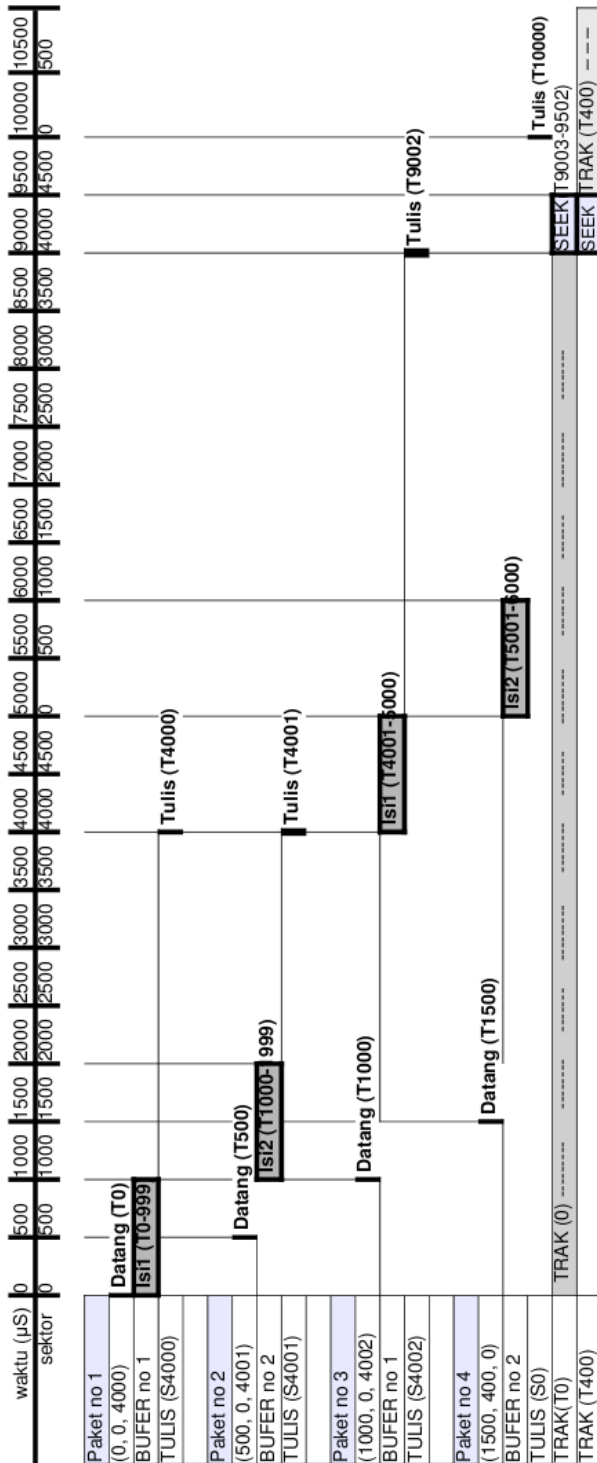 waktu (µS) 0 500 1000 1500 2000 2500 3000 3500 4000 4500 5000 5500 6000 6500 7000 7500 8000 8500 9000 9500 10000 10500
sektor 0 500 1000 1500 2000 2500 3000 3500 4000 4500 0 500 1000 1500 2000 2500 3000 3500 4000 4500 0 500
Paket no 1
(0, 0, 4000) Datang (T0)
BUFER no 1 Isi1 (T0-999
TULIS (S4000) Tulis (T4000)
Paket no 2
(500, 0, 4001) Datang (T500)
BUFER no 2 Isi2 (T1000-1999)
TULIS (S4001) Tulis (T4001)
Paket no 3
(1000, 0, 4002) Datang (T1000)
BUFER no 1 Isi1 (T4001-5000)
TULIS (S4002) Tulis (T9002)
Paket no 4
(1500, 400, 0) Datang (T1500)
BUFER no 2 Isi2 (T5001-6000)
TULIS (S0) Tulis (T10000)
TRAK(T0) TRAK (0) SEEK T9003-9502)
TRAK (T400) SEEK TRAK (T400)